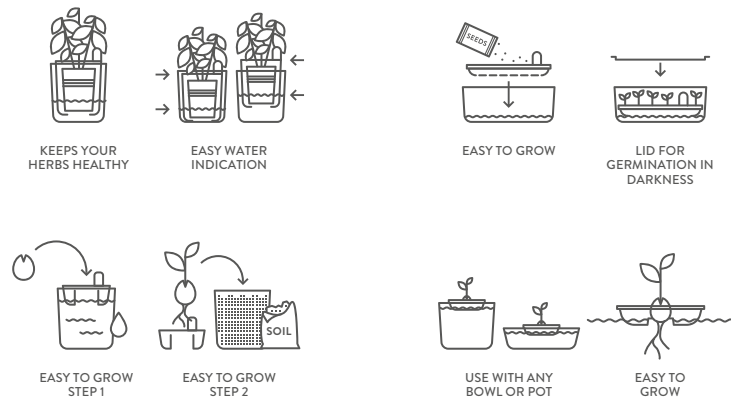 SEEDS
KEEPS YOUR
HERBS HEALTHY
EASY WATER
INDICATION
EASY TO GROW
LID FOR
GERMINATION IN
DARKNESS
SOIL
EASY TO GROW
STEP 1
EASY TO GROW
STEP 2
USE WITH ANY
BOWL OR POT
EASY TO
GROW